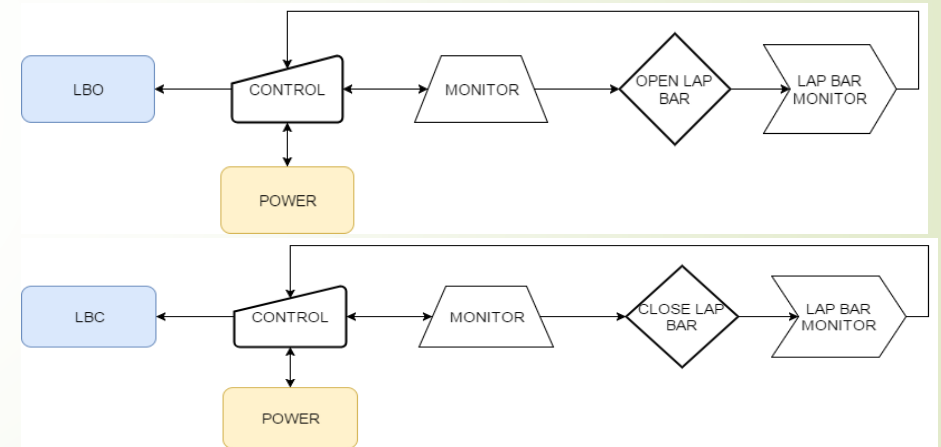 LBO
CONTROL
MONITOR
OPEN LAP
BAR
LAP BAR
MONITOR
POWER
LBC
CONTROL
MONITOR
CLOSE LAP
BAR
LAP BAR
MONITOR
POWER